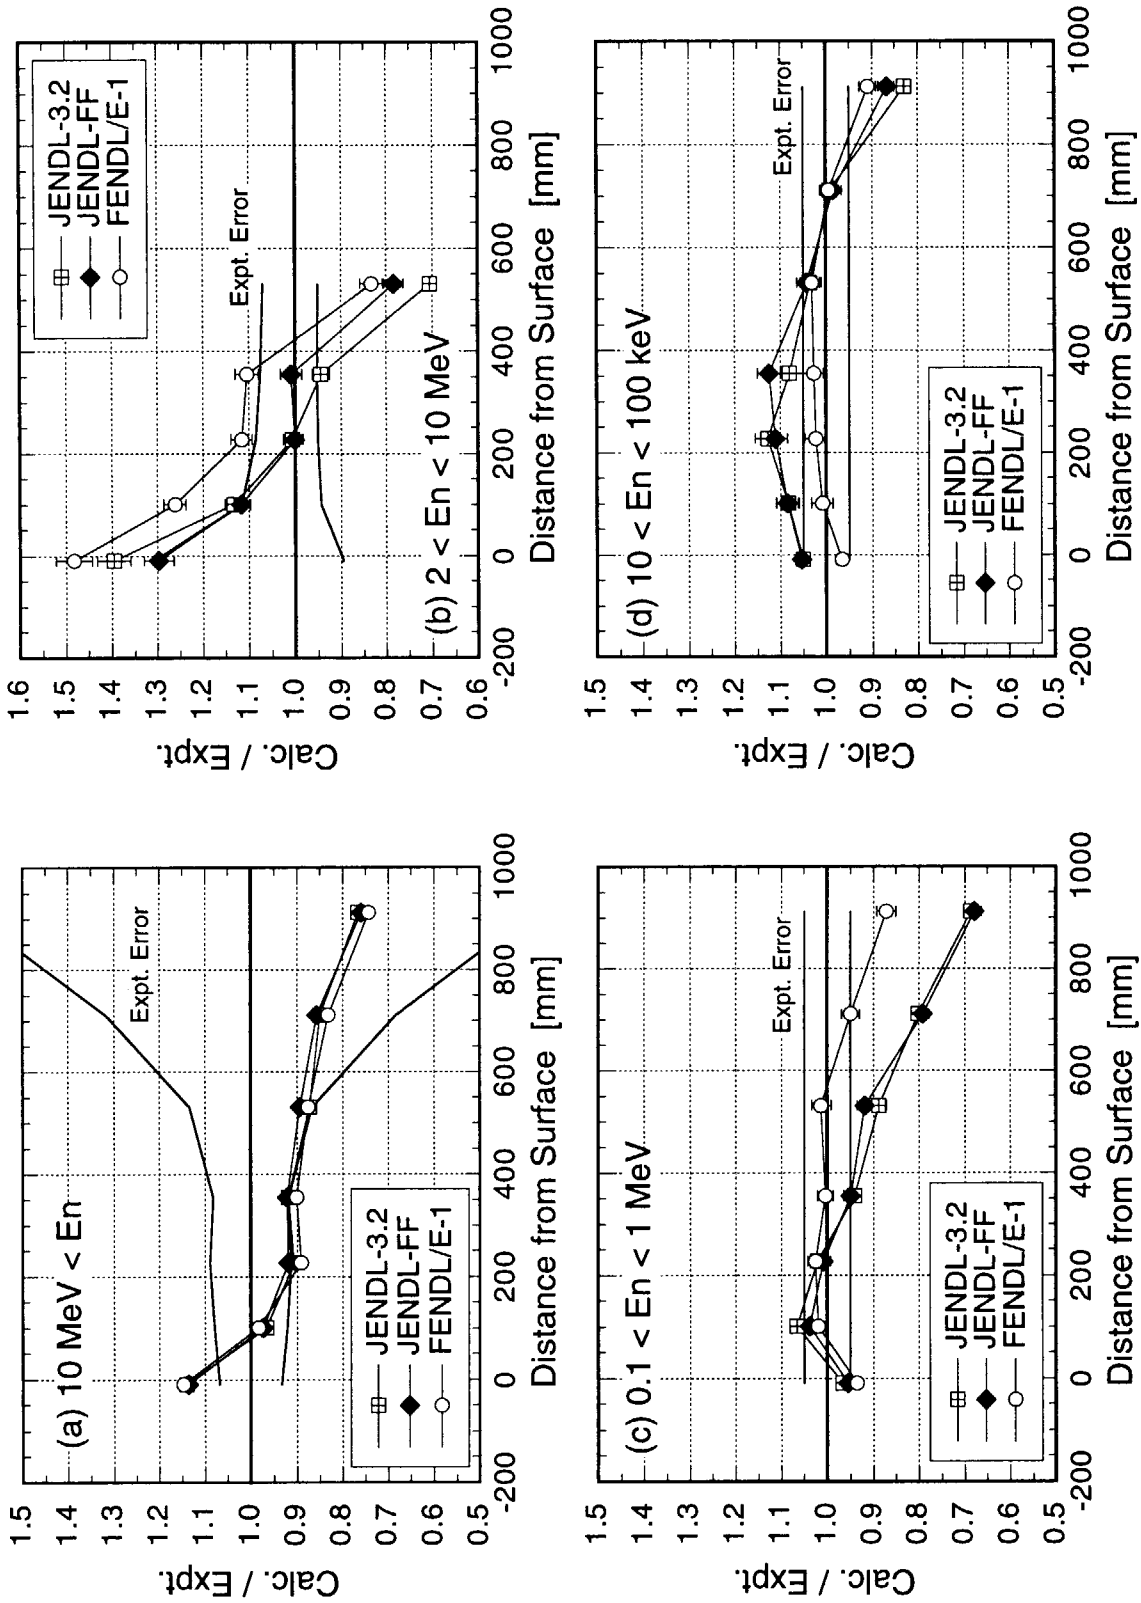 1.5
1.4
1.3
1.2
1.1
1.0
0.9
0.8
0.7
0.6
0.5
Calc. / Expt.
(a) 10 MeV < En
Expt. Error
JENDL-3.2
JENDL-FF
FENDL/E-1
-200 0 200 400 600 800 1000
Distance from Surface [mm]
1.6
1.5
1.4
1.3
1.2
1.1
1.0
0.9
0.8
0.7
0.6
Calc. / Expt.
JENDL-3.2
JENDL-FF
FENDL/E-1
Expt. Error
(b) 2 < En < 10 MeV
-200 0 200 400 600 800 1000
Distance from Surface [mm]
1.5
1.4
1.3
1.2
1.1
1.0
0.9
0.8
0.7
0.6
0.5
Calc. / Expt.
(c) 0.1 < En < 1 MeV
Expt. Error
JENDL-3.2
JENDL-FF
FENDL/E-1
-200 0 200 400 600 800 1000
Distance from Surface [mm]
1.5
1.4
1.3
1.2
1.1
1.0
0.9
0.8
0.7
0.6
0.5
Calc. / Expt.
(d) 10 < En < 100 keV
Expt. Error
JENDL-3.2
JENDL-FF
FENDL/E-1
-200 0 200 400 600 800 1000
Distance from Surface [mm]